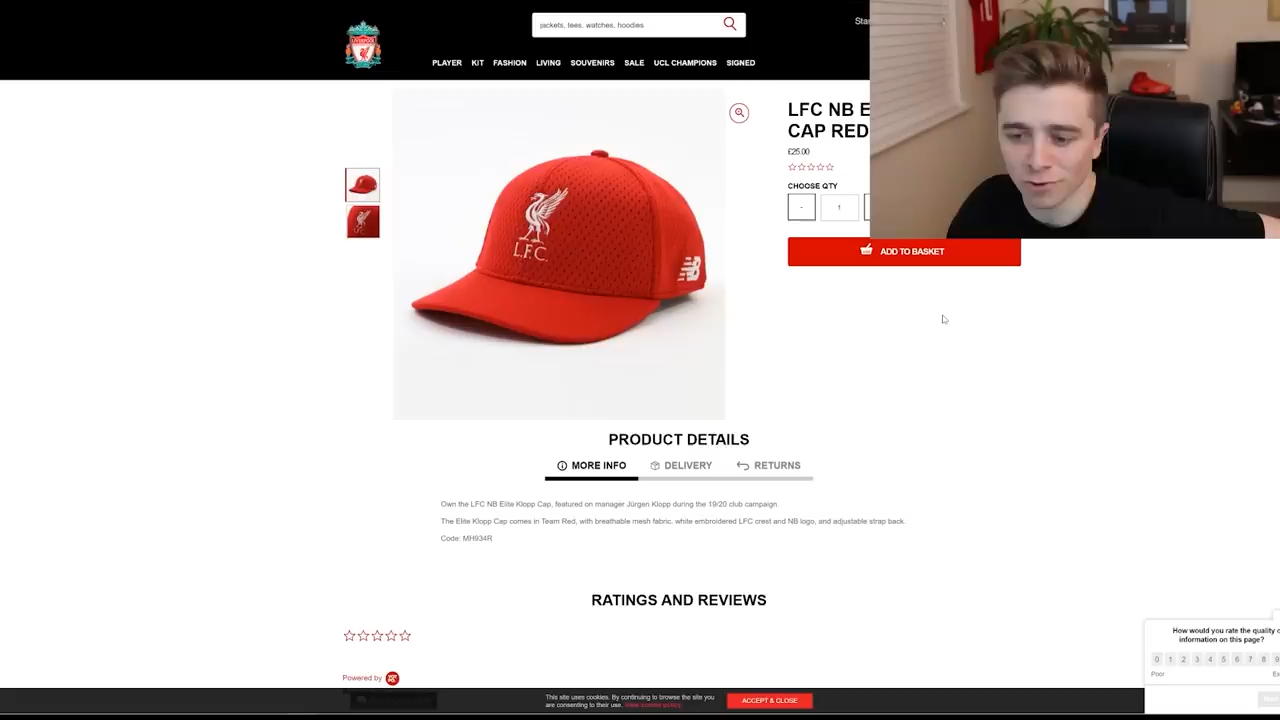 jackets, tees, watches, hoodies
LIVERPOOL
PLAYER KIT FASHION LIVING SOUVENIRS SALE UCL CHAMPIONS SIGNED
LFC NB E
CAP RED
£25.00
CHOOSE QTY
- 1
ADD TO BASKET
L.F.C.
NB
PRODUCT DETAILS
MORE INFO DELIVERY RETURNS
Own the LFC NB Elite Klopp Cap, featured on manager Jürgen Klopp during the 19/20 club campaign.
The Elite Klopp Cap comes in Team Red, with breathable mesh fabric, white embroidered LFC crest and NB logo, and adjustable strap back.
Code: MH934R
RATINGS AND REVIEWS
How would you rate the quality o
information on this page?
0 1 2 3 4 5 6 7 8 9
Poor
Powered by
This site uses cookies. By continuing to browse the site you
are consenting to their use. View cookie policy
ACCEPT & CLOSE